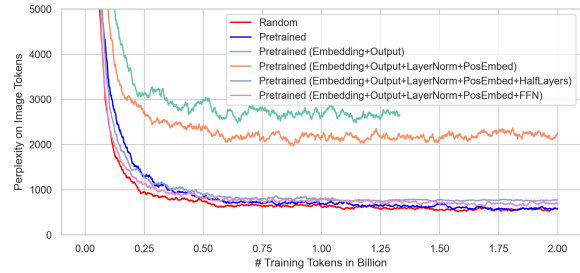 Perplexity on Image Tokens
5000
4000
3000
2000
1000
0
Random
Pretrained
Pretrained (Embedding+Output)
Pretrained (Embedding+Output+LayerNorm+PosEmbed)
Pretrained (Embedding+Output+LayerNorm+PosEmbed+HalfLayers)
Pretrained (Embedding+Output+LayerNorm+PosEmbed+FFN)
0.00 0.25 0.50 0.75 1.00 1.25 1.50 1.75 2.00
# Training Tokens in Billion